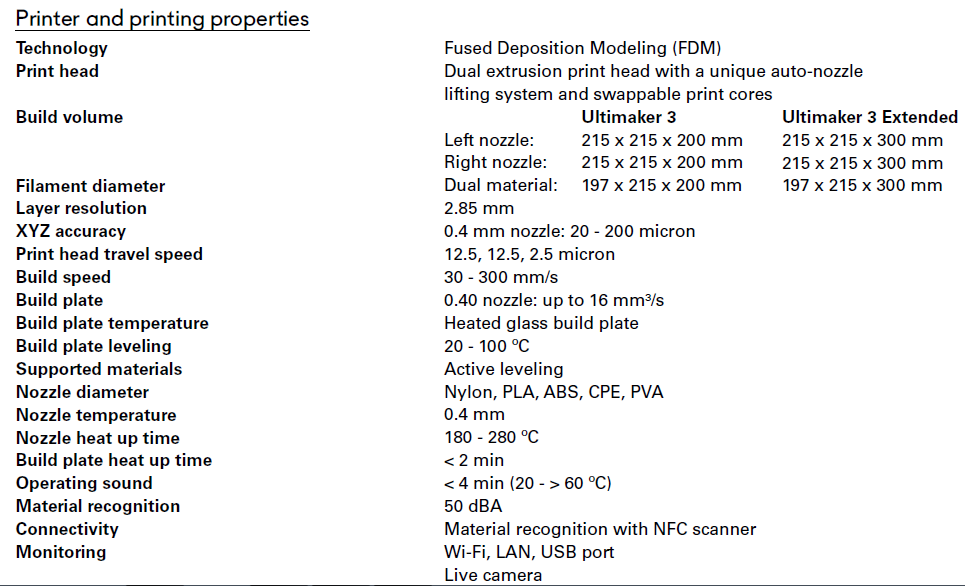 Printer and printing properties
Technology Fused Deposition Modeling (FDM)
Print head Dual extrusion print head with a unique auto-nozzle
lifting system and swappable print cores
Build volume Ultimaker 3 Ultimaker 3 Extended
Left nozzle: 215 x 215 x 200 mm 215 x 215 x 300 mm
Right nozzle: 215 x 215 x 200 mm 215 x 215 x 300 mm
Filament diameter Dual material: 197 x 215 x 200 mm 197 x 215 x 300 mm
Layer resolution 2.85 mm
XYZ accuracy 0.4 mm nozzle: 20 - 200 micron
Print head travel speed 12.5, 12.5, 2.5 micron
Build speed 30 - 300 mm/s
Build plate 0.40 nozzle: up to 16 mm³/s
Build plate temperature Heated glass build plate
Build plate leveling 20 - 100 ºC
Supported materials Active leveling
Nozzle diameter Nylon, PLA, ABS, CPE, PVA
Nozzle temperature 0.4 mm
Nozzle heat up time 180 - 280 ºC
Build plate heat up time < 2 min
Operating sound < 4 min (20 - > 60 ºC)
Material recognition 50 dBA
Connectivity Material recognition with NFC scanner
Monitoring Wi-Fi, LAN, USB port
Live camera